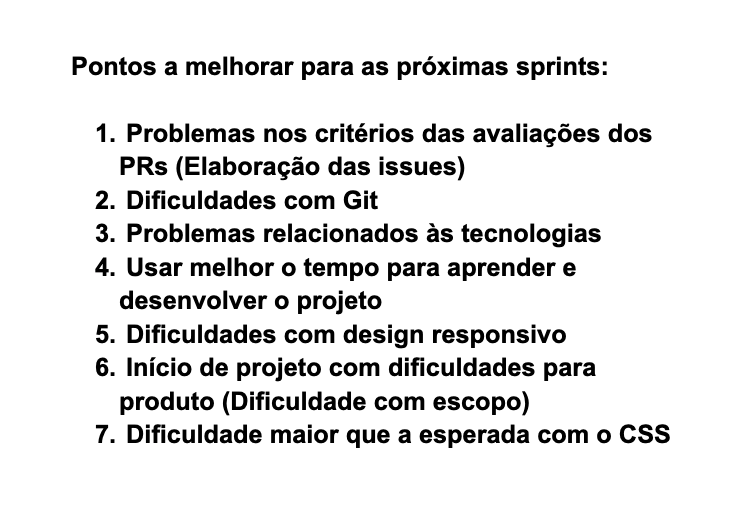 Pontos a melhorar para as próximas sprints:
1. Problemas nos critérios das avaliações dos
PRs (Elaboração das issues)
2. Dificuldades com Git
3. Problemas relacionados às tecnologias
4. Usar melhor o tempo para aprender e
desenvolver o projeto
5. Dificuldades com design responsivo
6. Início de projeto com dificuldades para
produto (Dificuldade com escopo)
7. Dificuldade maior que a esperada com o CSS